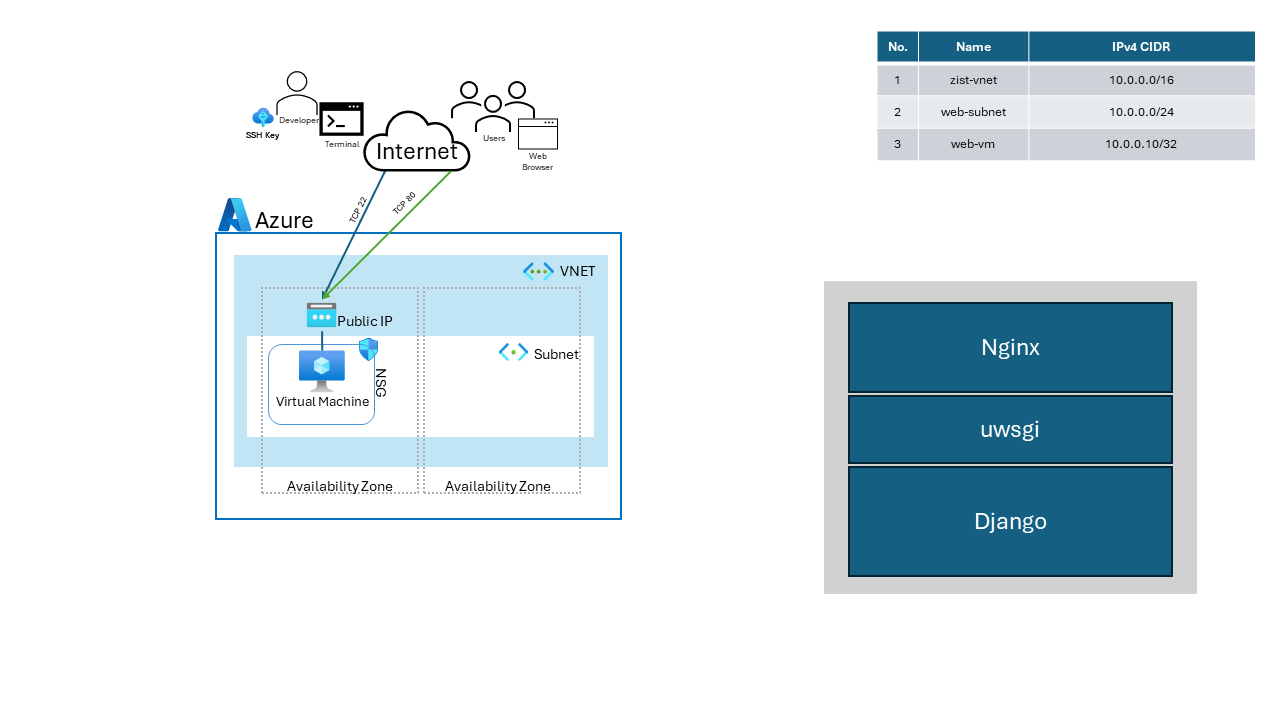 No. Name IPv4 CIDR
1 zist-vnet 10.0.0.0/16
2 web-subnet 10.0.0.0/24
3 web-vm 10.0.0.10/32
Developer
SSH Key
Terminal
Internet
Users
Web
Browser
TCP 22
TCP 80
Azure
VNET
Public IP
Subnet
NSG
Virtual Machine
Availability Zone
Availability Zone
Nginx
uwsgi
Django